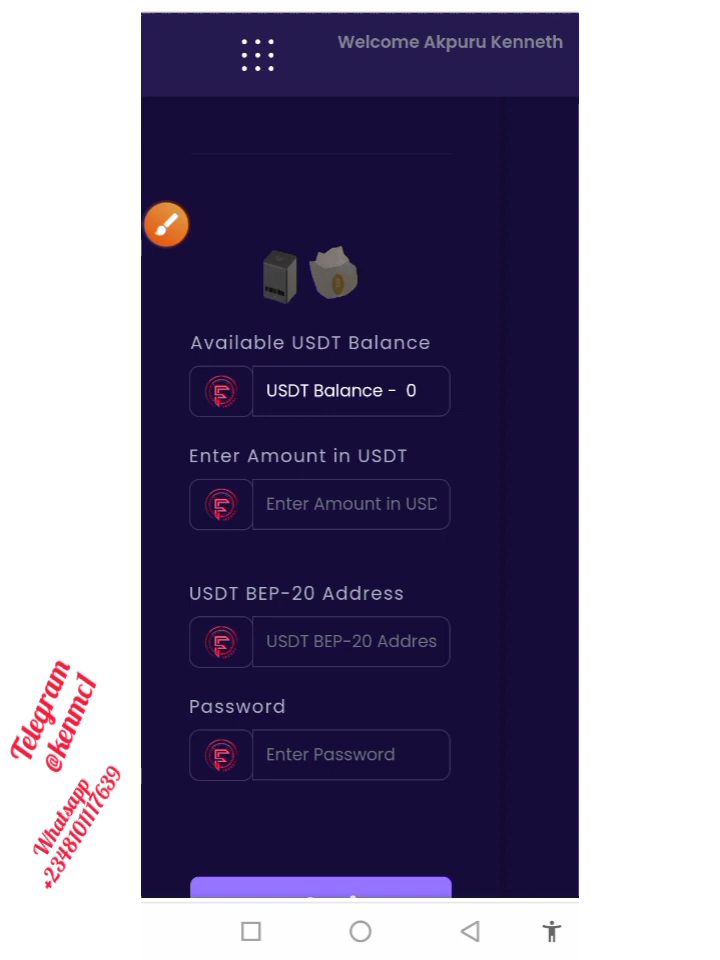 Welcome Akpuru Kenneth
Available USDT Balance
USDT Balance - 0
Enter Amount in USDT
Enter Amount in USD
USDT BEP-20 Address
USDT BEP-20 Addres
Password
Enter Password
Telegram
@kenmc1
Whatsapp
+2348101117639